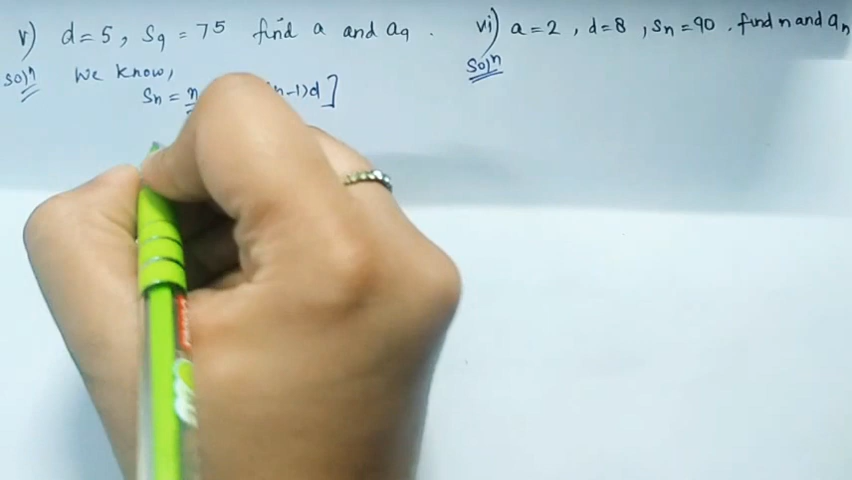 v) d=5, S9 = 75 find a and a9.
Soln We know,
Sn = n n-1)d]
vi) a=2, d=8, Sn=90. find n and an
Soln